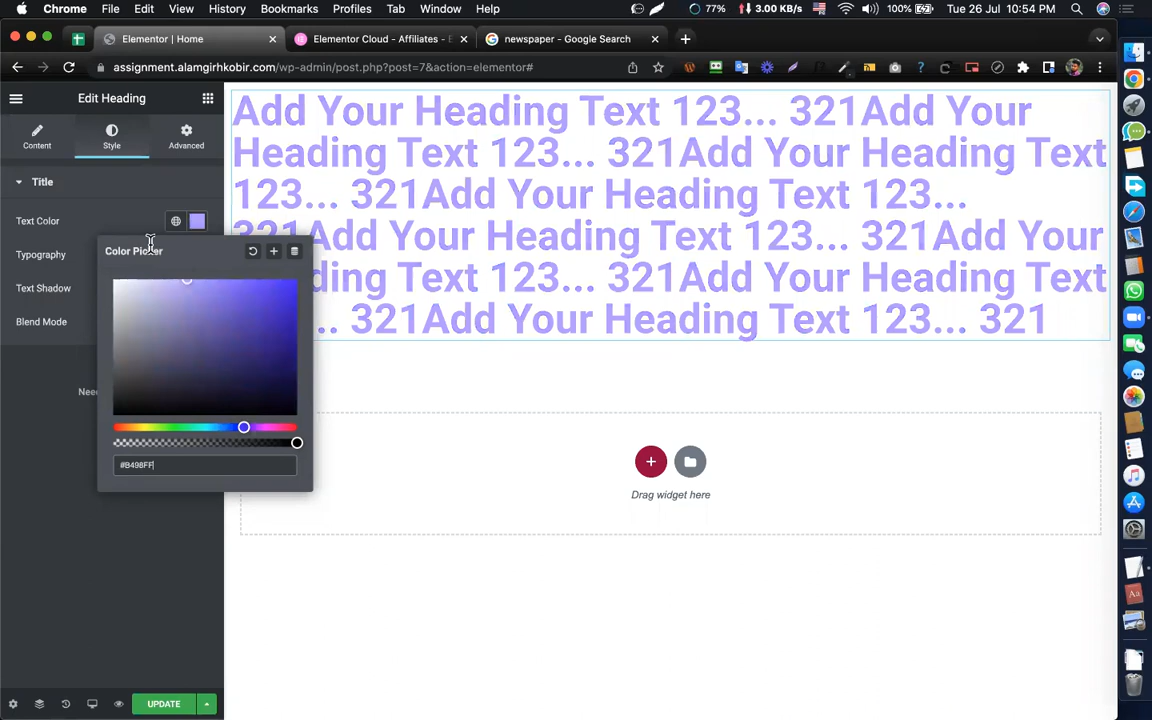 Chrome File Edit View History Bookmarks Profiles Tab Window Help 77% 3.00 KB/s 100% Tue 26 Jul 10:54 PM
Elementor | Home Elementor Cloud - Affiliates - E newspaper - Google Search
assignment.alamgirhkobir.com/wp-admin/post.php?post=7&action=elementor#
Edit Heading
Content Style Advanced
Title
Text Color
Typography
Text Shadow
Blend Mode
Need
Color Picker
#B49BFF
UPDATE
Add Your Heading Text 123... 321Add Your
Heading Text 123... 321Add Your Heading Text
123... 321Add Your Heading Text 123...
321Add Your Heading Text 123... 321Add Your
ding Text 123... 321Add Your Heading Text
.. 321Add Your Heading Text 123... 321
Drag widget here